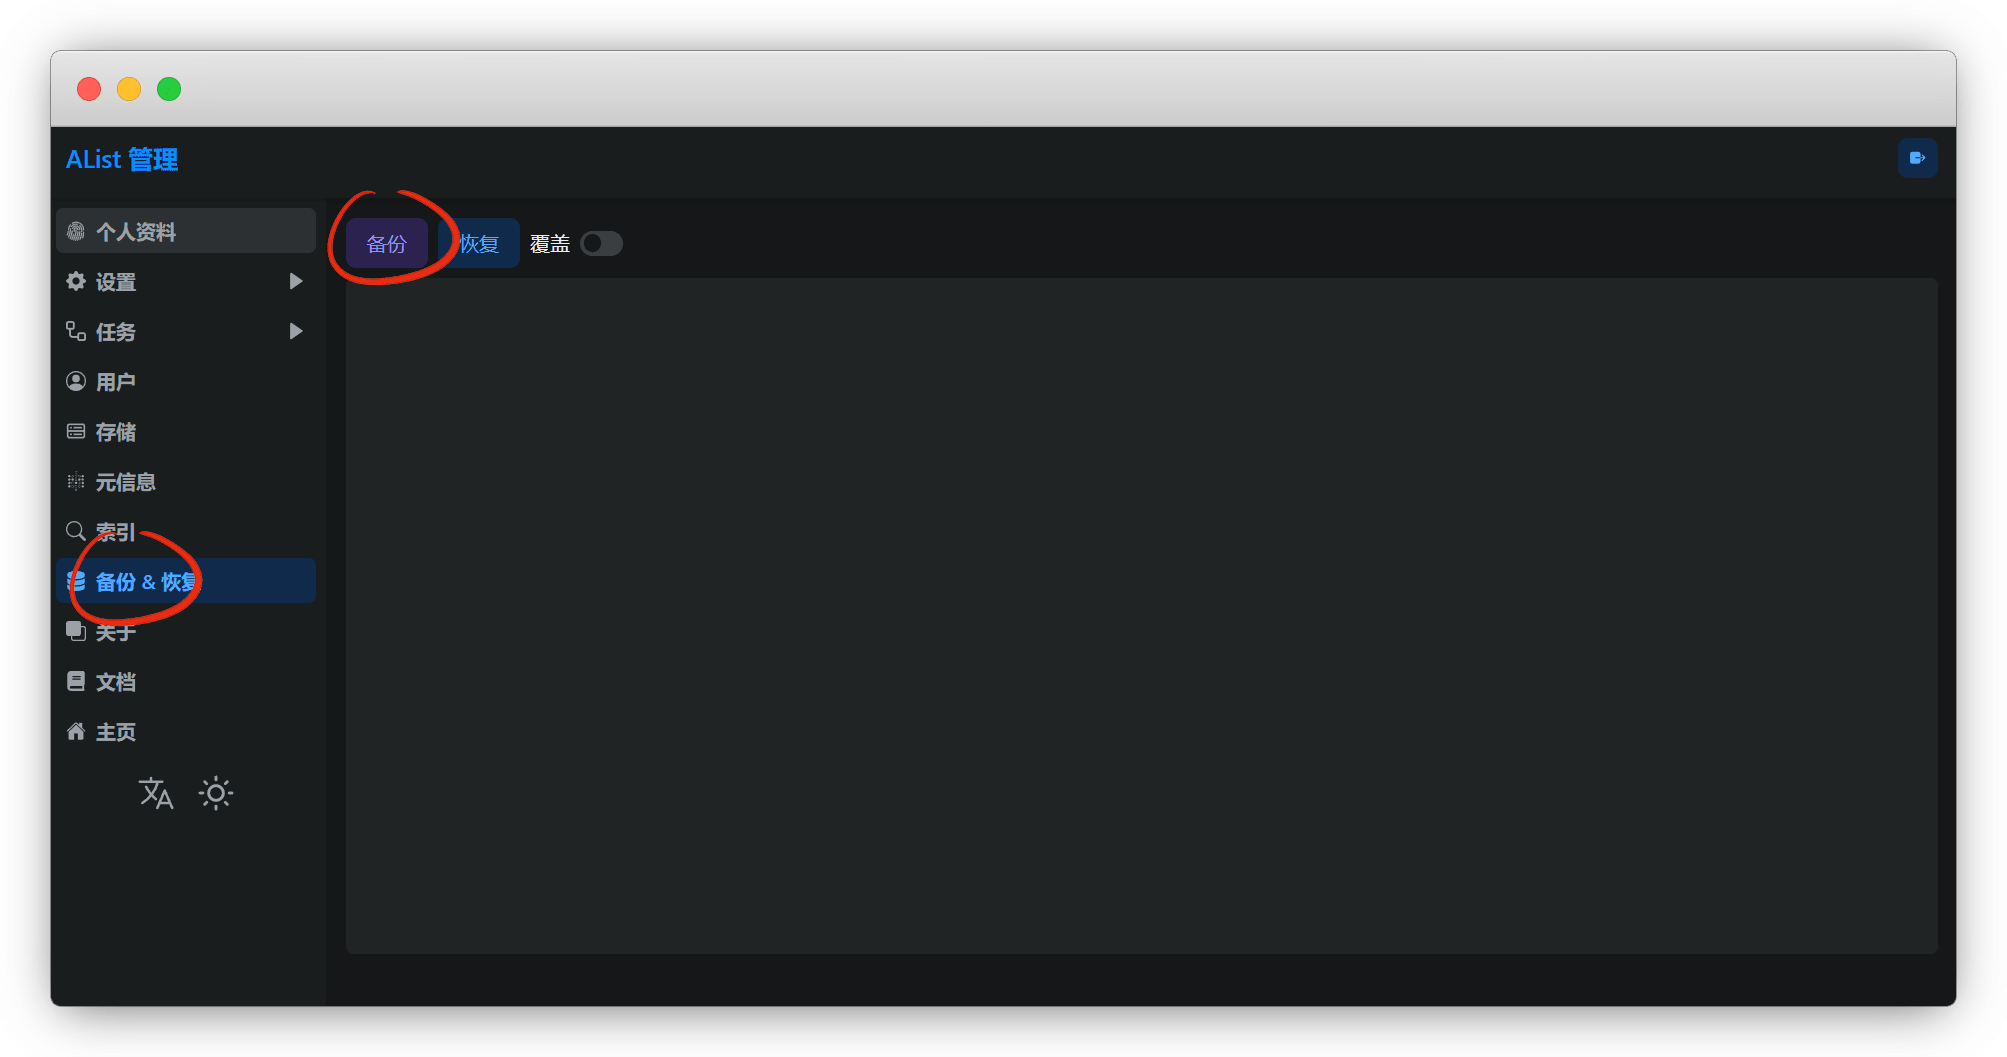 AList 管理
个人资料
设置
任务
用户
存储
元信息
索引
备份 & 恢复
关于
文档
主页
备份 恢复 覆盖